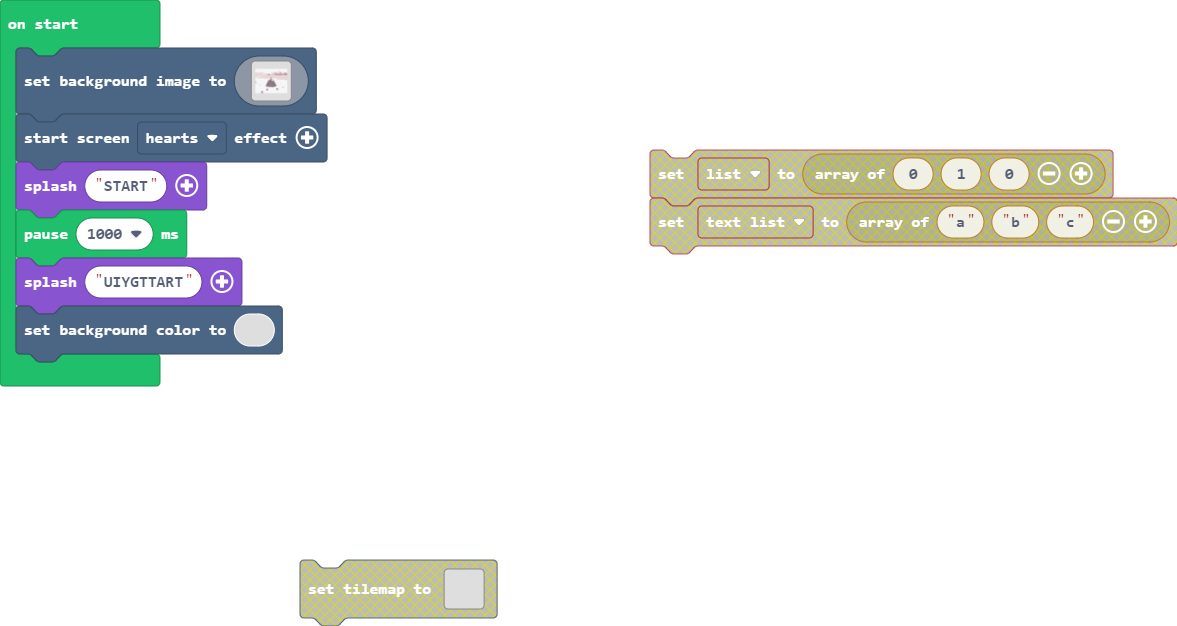 on start
set background image to
start screen hearts effect
splash "START"
pause 1000 ms
splash "UIYGTTART"
set background color to
set list to array of 0 1 0
set text list to array of "a" "b" "c"
set tilemap to